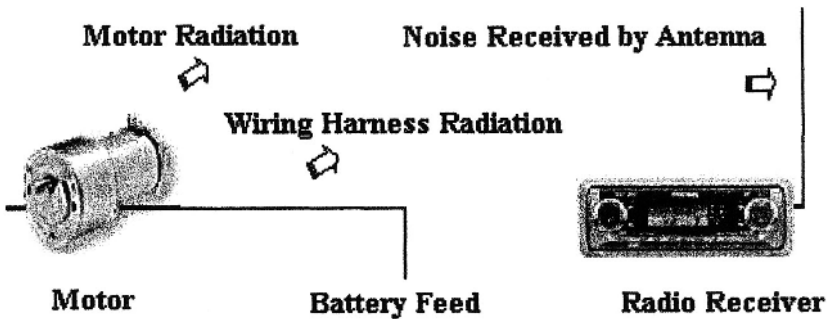 Motor Radiation
Noise Received by Antenna
Wiring Harness Radiation
Motor
Battery Feed
Radio Receiver